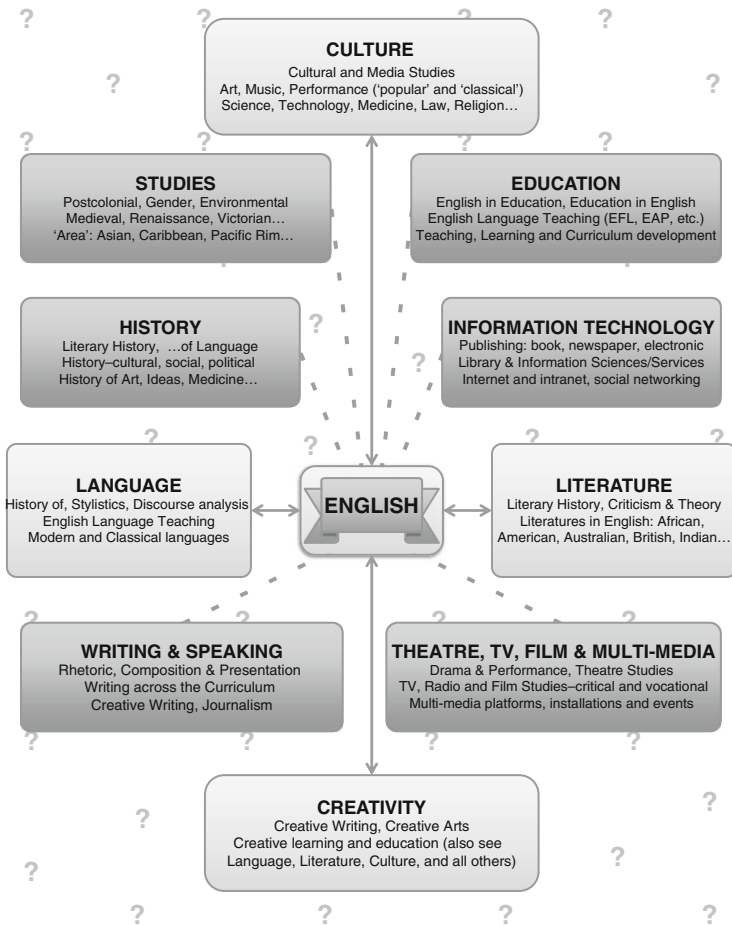 CULTURE
Cultural and Media Studies
Art, Music, Performance (‘popular’ and ‘classical’)
Science, Technology, Medicine, Law, Religion…
STUDIES
Postcolonial, Gender, Environmental
Medieval, Renaissance, Victorian…
‘Area’: Asian, Caribbean, Pacific Rim…
EDUCATION
English in Education, Education in English
English Language Teaching (EFL, EAP, etc.)
Teaching, Learning and Curriculum development
HISTORY
Literary History, …of Language
History–cultural, social, political
History of Art, Ideas, Medicine…
INFORMATION TECHNOLOGY
Publishing: book, newspaper, electronic
Library & Information Sciences/Services
Internet and intranet, social networking
LANGUAGE
History of, Stylistics, Discourse analysis
English Language Teaching
Modern and Classical languages
ENGLISH
LITERATURE
Literary History, Criticism & Theory
Literatures in English: African,
American, Australian, British, Indian…
WRITING & SPEAKING
Rhetoric, Composition & Presentation
Writing across the Curriculum
Creative Writing, Journalism
THEATRE, TV, FILM & MULTI-MEDIA
Drama & Performance, Theatre Studies
TV, Radio and Film Studies–critical and vocational
Multi-media platforms, installations and events
CREATIVITY
Creative Writing, Creative Arts
Creative learning and education (also see
Language, Literature, Culture, and all others)